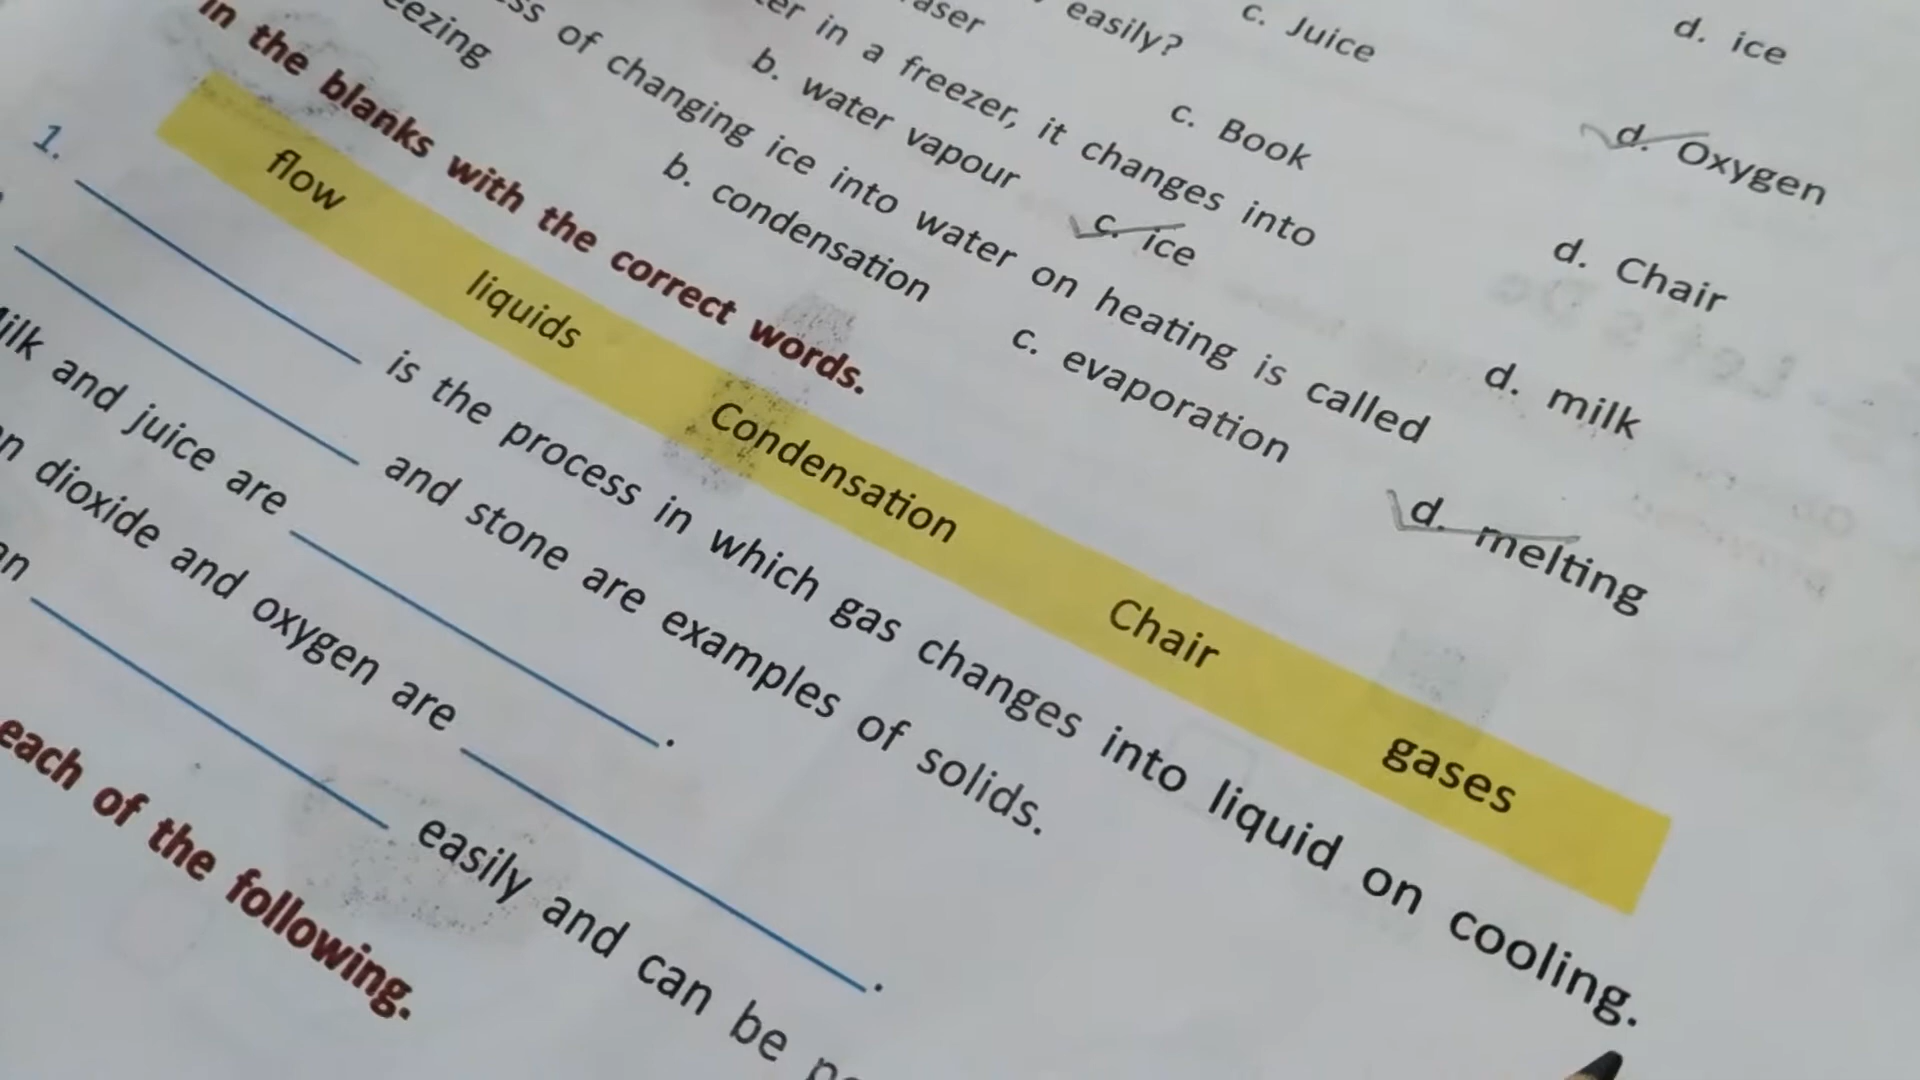 c. Juice d. ice
easily?
c. Book d. Oxygen
in a freezer, it changes into
b. water vapour c. ice d. Chair
of changing ice into water on heating is called d. milk
b. condensation c. evaporation d. melting
in the blanks with the correct words.
flow liquids Condensation Chair gases
1. is the process in which gas changes into liquid on cooling.
and stone are examples of solids.
and juice are .
dioxide and oxygen are .
easily and can be
each of the following.